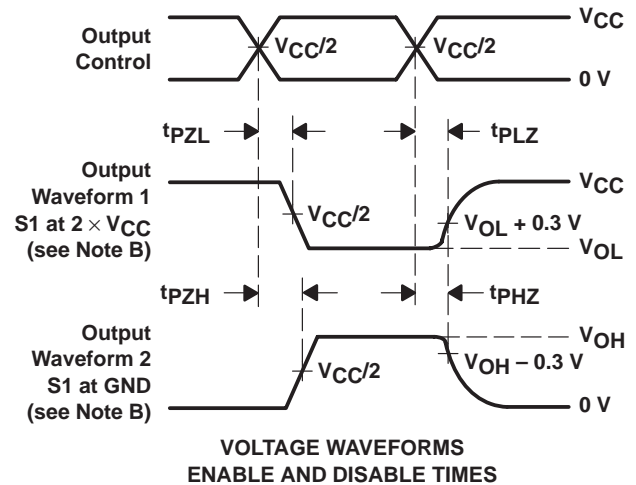 VCC
Output
Control
VCC/2
VCC/2
0 V
tPZL
tPLZ
Output
Waveform 1
S1 at 2 × VCC
(see Note B)
VCC
VCC/2
VOL + 0.3 V
VOL
tPZH
tPHZ
Output
Waveform 2
S1 at GND
(see Note B)
VOH
VCC/2
VOH – 0.3 V
0 V
VOLTAGE WAVEFORMS
ENABLE AND DISABLE TIMES